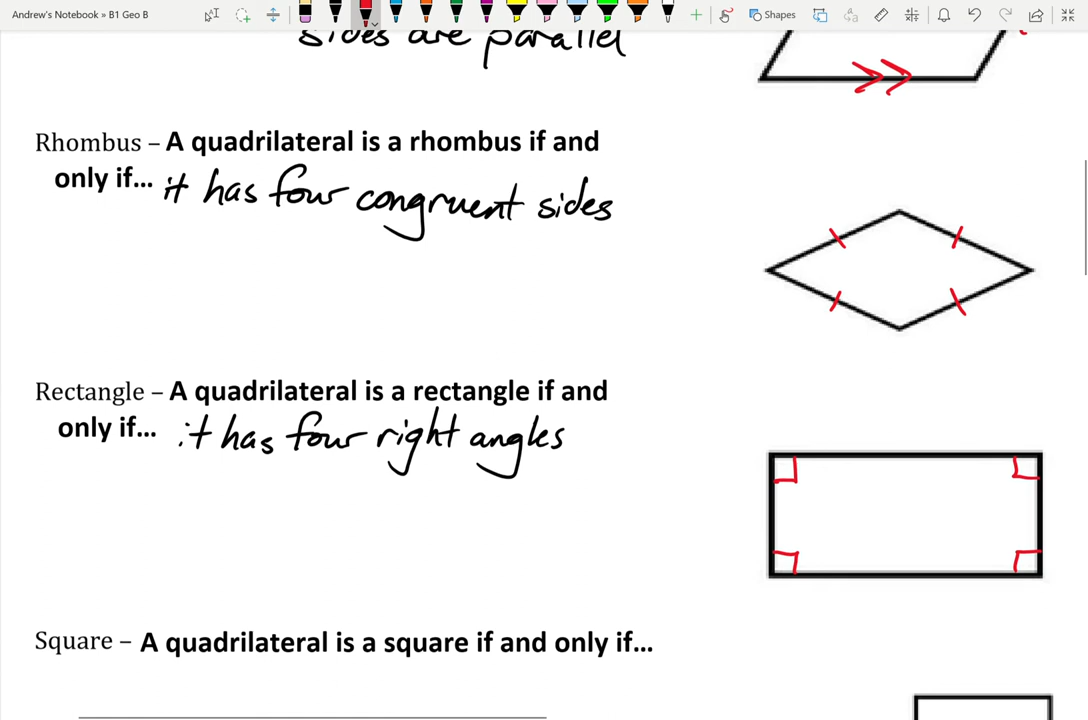 Andrew's Notebook » B1 Geo B
Shapes
sides are parallel
Rhombus – A quadrilateral is a rhombus if and
only if... it has four congruent sides
Rectangle – A quadrilateral is a rectangle if and
only if... it has four right angles
Square – A quadrilateral is a square if and only if...